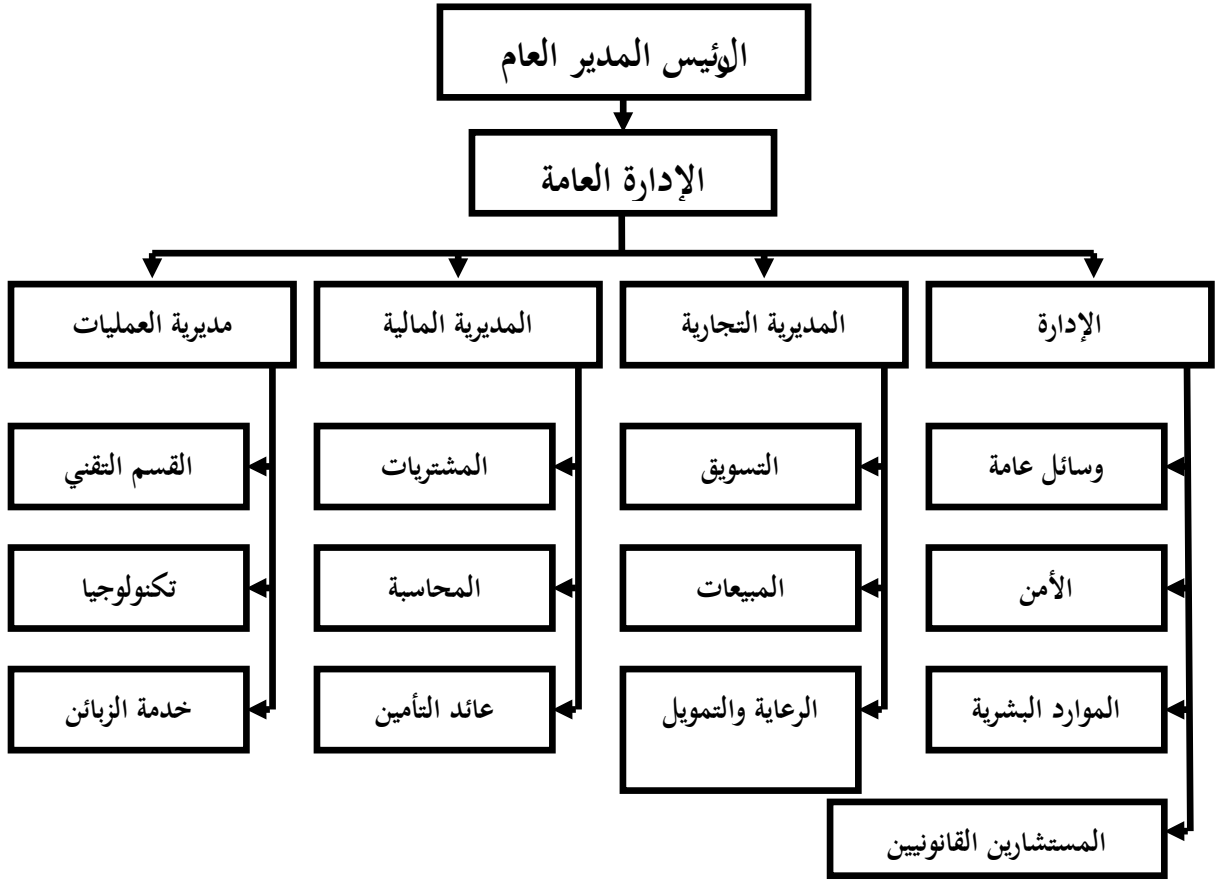 الرئيس المدير العام
الإدارة العامة
الإدارة
المديرية التجارية
المديرية المالية
مديرية العمليات
وسائل عامة
التسويق
المشتريات
القسم التقني
الأمن
المبيعات
المحاسبة
تكنولوجيا
الموارد البشرية
الرعاية والتمويل
عائد التأمين
خدمة الزبائن
المستشارين القانونيين